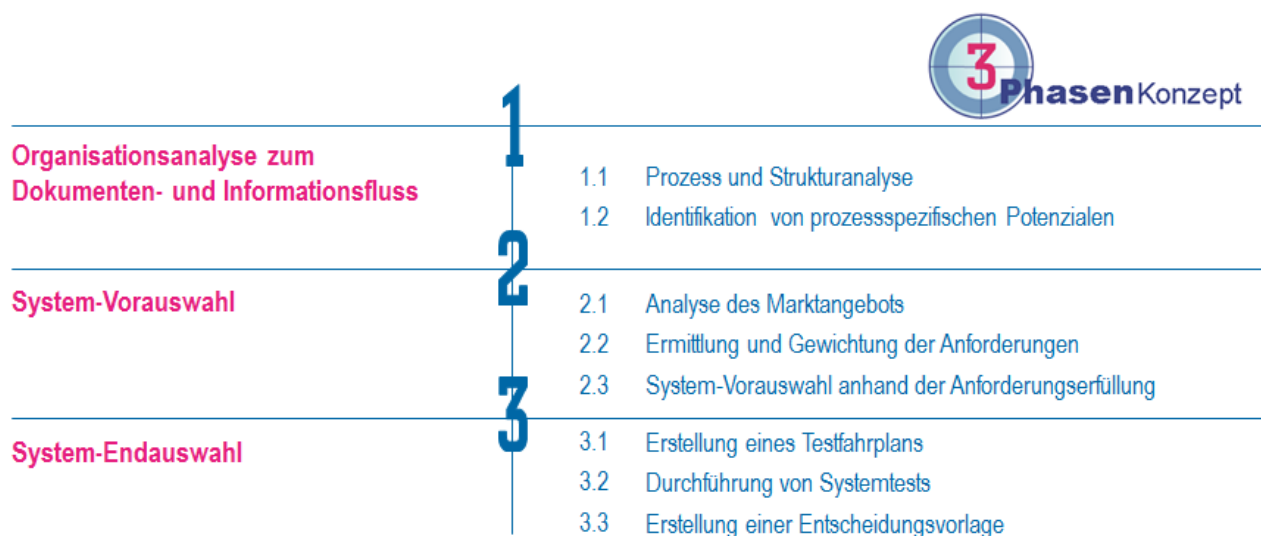 3 PhasenKonzept
1
Organisationsanalyse zum
Dokumenten- und Informationsfluss
1.1 Prozess und Strukturanalyse
1.2 Identifikation von prozessspezifischen Potenzialen
2
System-Vorauswahl
2.1 Analyse des Marktangebots
2.2 Ermittlung und Gewichtung der Anforderungen
2.3 System-Vorauswahl anhand der Anforderungserfüllung
3
System-Endauswahl
3.1 Erstellung eines Testfahrplans
3.2 Durchführung von Systemtests
3.3 Erstellung einer Entscheidungsvorlage